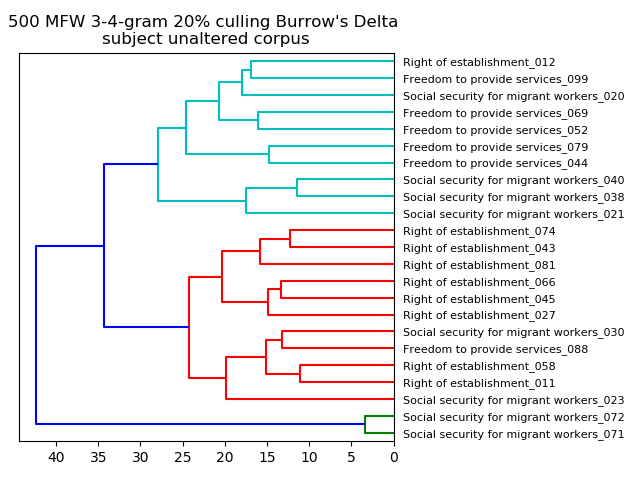 500 MFW 3-4-gram 20% culling Burrow's Delta
subject unaltered corpus
Right of establishment_012
Freedom to provide services_099
Social security for migrant workers_020
Freedom to provide services_069
Freedom to provide services_052
Freedom to provide services_079
Freedom to provide services_044
Social security for migrant workers_040
Social security for migrant workers_038
Social security for migrant workers_021
Right of establishment_074
Right of establishment_043
Right of establishment_081
Right of establishment_066
Right of establishment_045
Right of establishment_027
Social security for migrant workers_030
Freedom to provide services_088
Right of establishment_058
Right of establishment_011
Social security for migrant workers_023
Social security for migrant workers_072
Social security for migrant workers_071
40 35 30 25 20 15 10 5 0